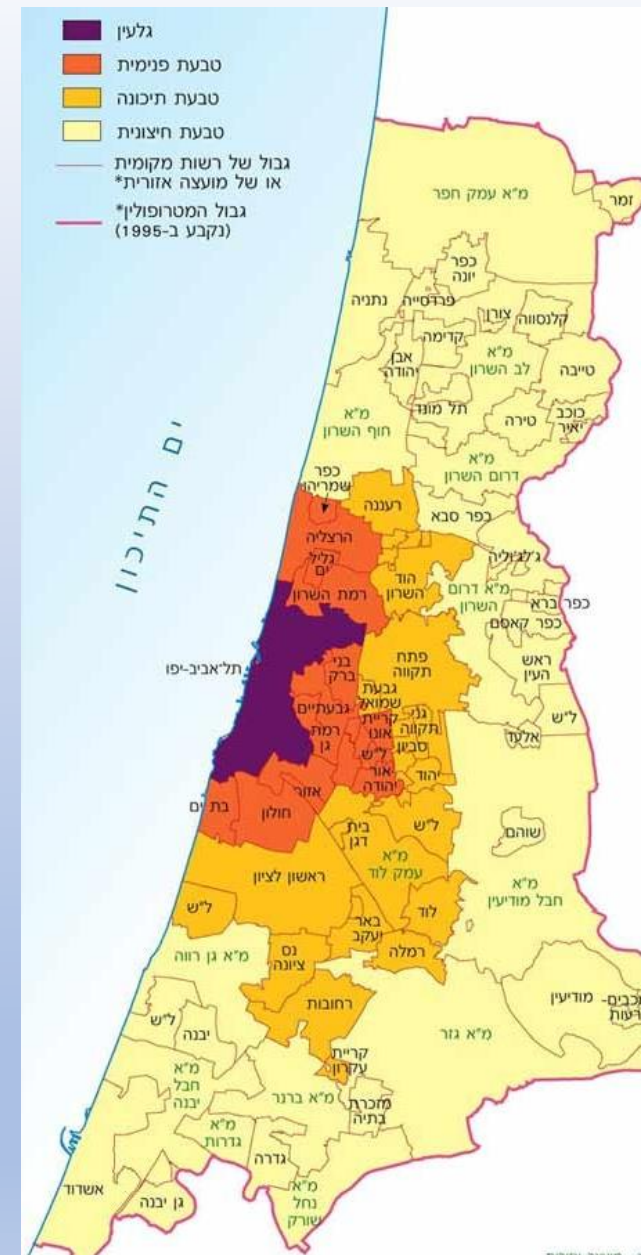 גלעין
טבעת פנימית
טבעת תיכונה
טבעת חיצונית
גבול של רשות מקומית
או של מועצה אזורית*
גבול המטרופולין*
(נקבע ב-1995)
ים התיכון
מ"א עמק חפר
זמר
כפר
יונה
נתניה
פרדסייה
צורן
קלנסווה
קדימה
אבן
יהודה
מ"א
לב השרון
טייבה
תל מונד
טירה
כוכב
יאיר
מ"א
חוף השרון
מ"א
דרום השרון
כפר
שמריהו
רעננה
כפר סבא
הרצליה
גליל
ים
רמת השרון
הוד
השרון
ג'לג'וליה
מ"א דרום
השרון
כפר ברא
כפר קאסם
תל־אביב-יפו
בני
ברק
פתח
תקווה
ראש
העין
גבעת
שמואל
גבעתיים
רמת
גן
קריית
אונו
גני
תקווה
סביון
ל"ש
ל"ש
אלעד
אור
יהודה
יהוד
אזור
חולון
בת ים
בית
דגן
ל"ש
שוהם
מ"א
עמק לוד
ראשון לציון
מ"א
חבל מודיעין
ל"ש
לוד
באר
יעקב
רמלה
נס
ציונה
מ"א גן רווה
רחובות
מודיעין
מ"א גזר
ל"ש
יבנה
קריית
עקרון
מ"א
חבל
יבנה
מ"א ברנר
מזכרת
בתיה
מ"א
גדרות
גדרה
אשדוד
גן יבנה
מ"א
נחל
שורק